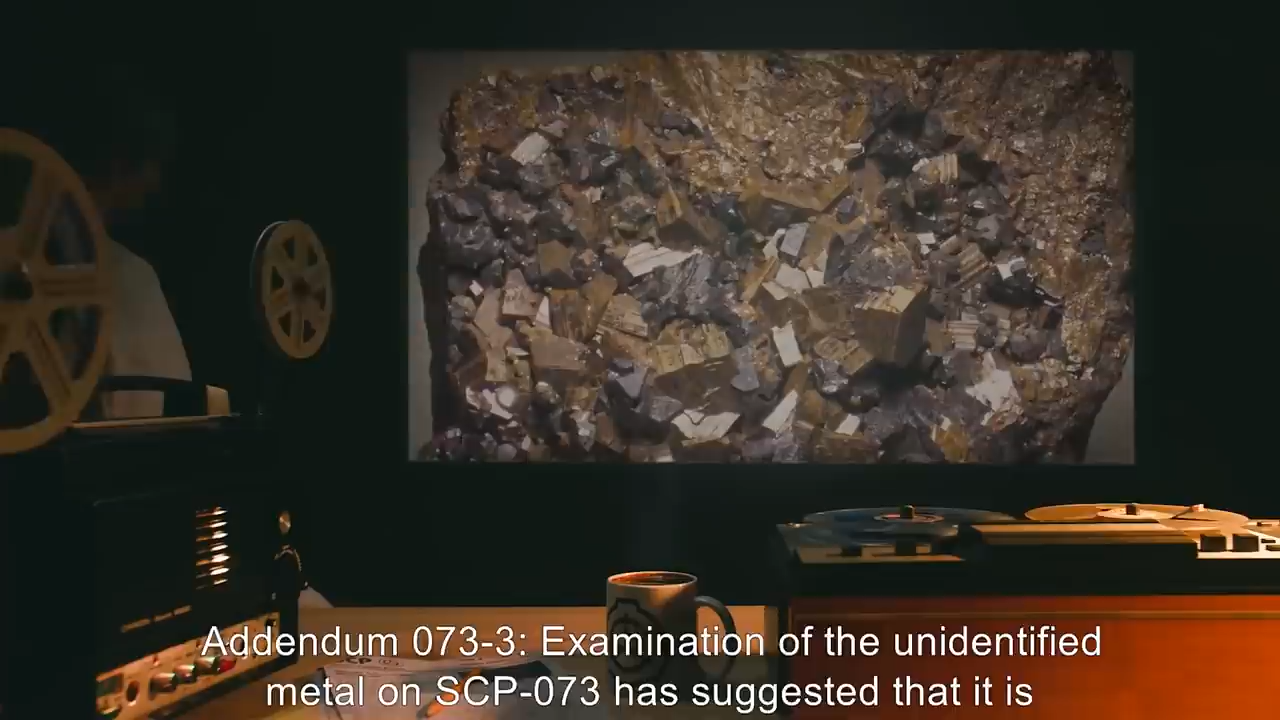 Addendum 073-3: Examination of the unidentified
metal on SCP-073 has suggested that it is